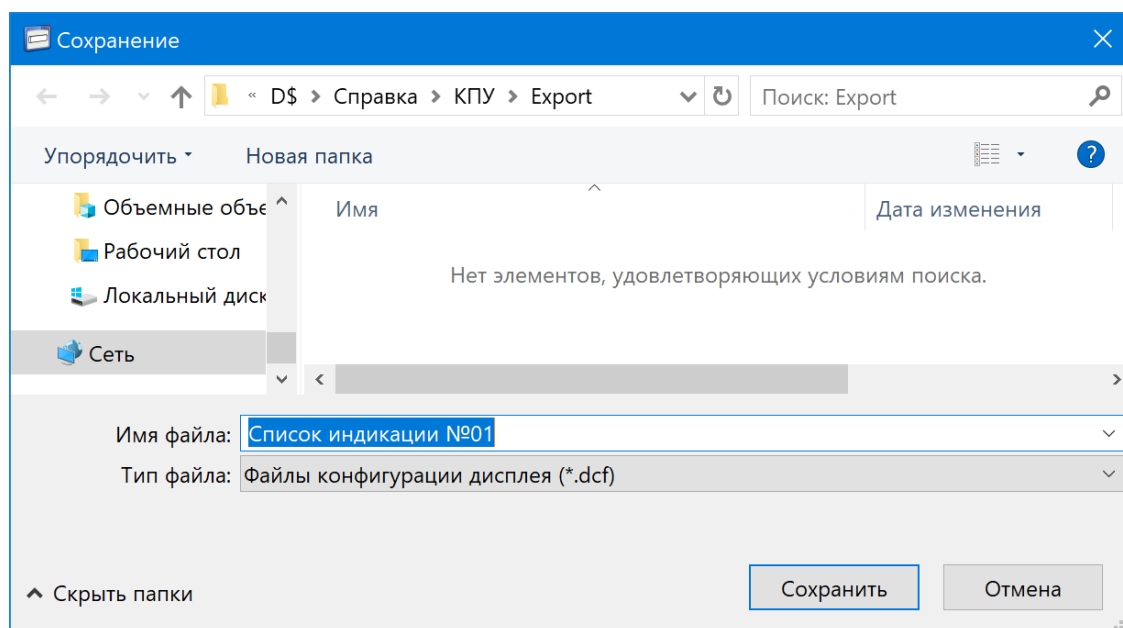 Сохранение
« D$ > Справка > КПУ > Export
Поиск: Export
Упорядочить
Новая папка
?
Объемные объе
Рабочий стол
Локальный диск
Сеть
Имя
Дата изменения
Нет элементов, удовлетворяющих условиям поиска.
Имя файла: Список индикации №01
Тип файла: Файлы конфигурации дисплея (*.dcf)
Скрыть папки
Сохранить
Отмена